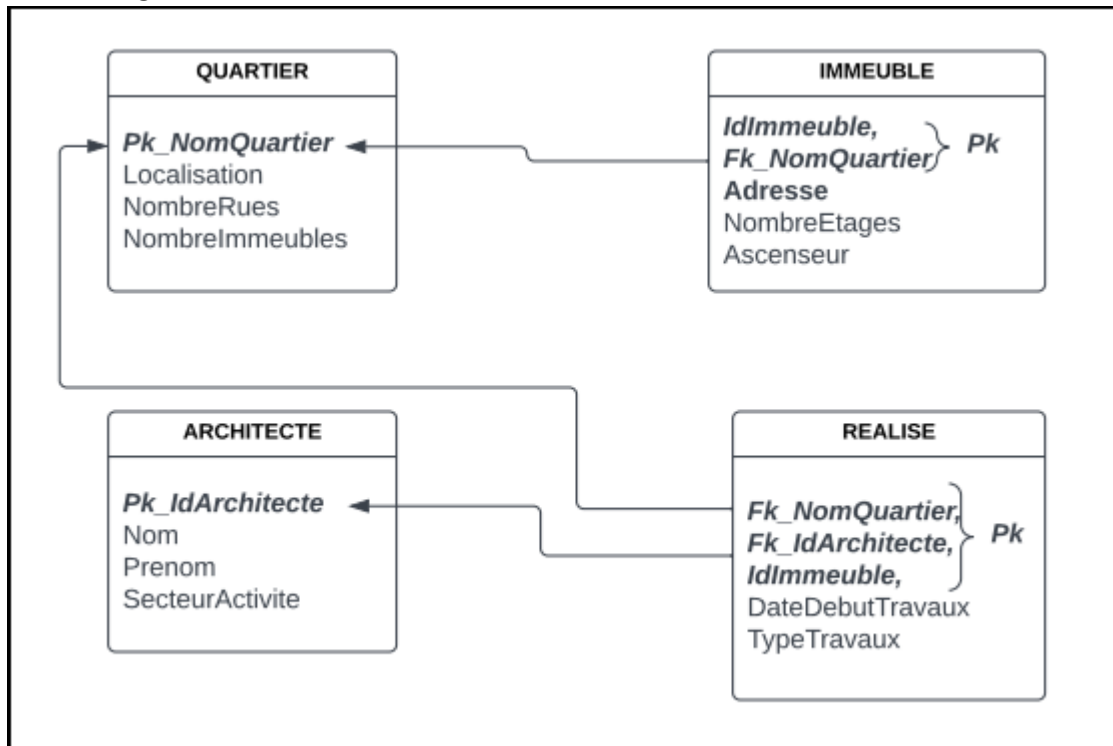 QUARTIER
Pk_NomQuartier
Localisation
NombreRues
NombreImmeubles
IMMEUBLE
IdImmeuble,
Fk_NomQuartier
Pk
Adresse
NombreEtages
Ascenseur
ARCHITECTE
Pk_IdArchitecte
Nom
Prenom
SecteurActivite
REALISE
Fk_NomQuartier,
Fk_IdArchitecte,
Pk
IdImmeuble,
DateDebutTravaux
TypeTravaux